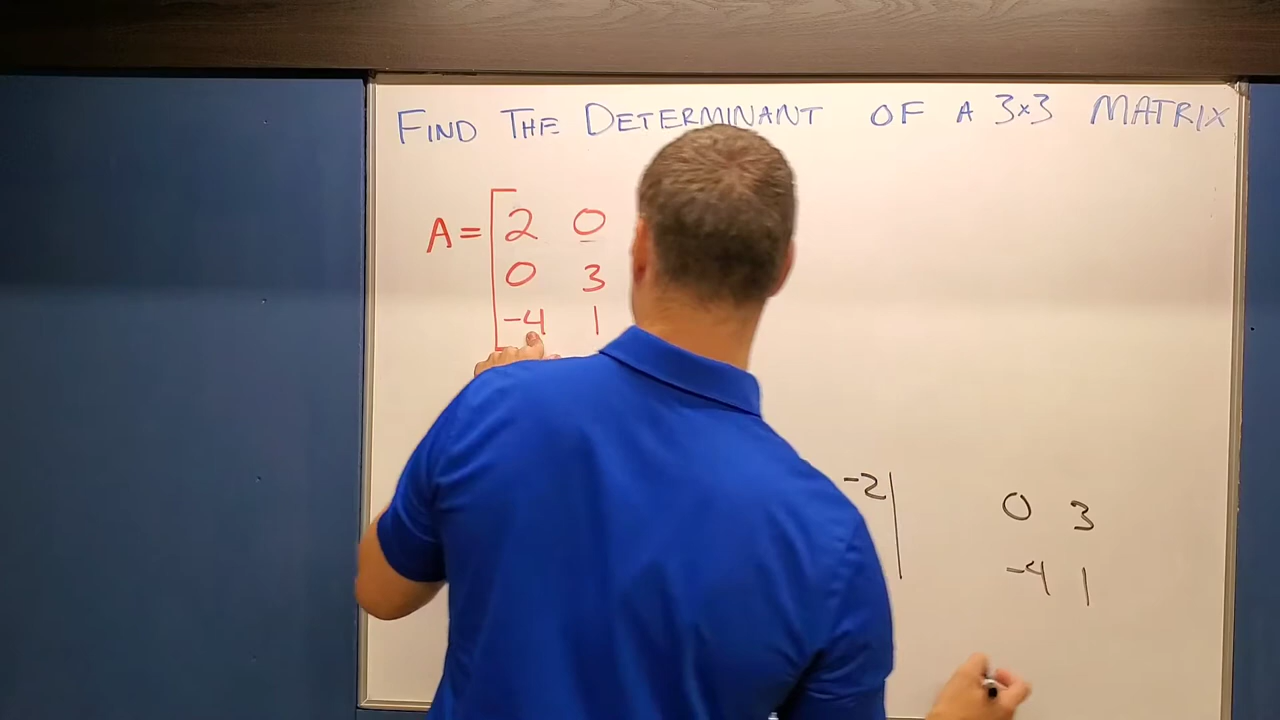 FIND THE DETERMINANT OF A 3x3 MATRIX
A = 2 0
0 3
-4 1
-2 0 3
-4 1